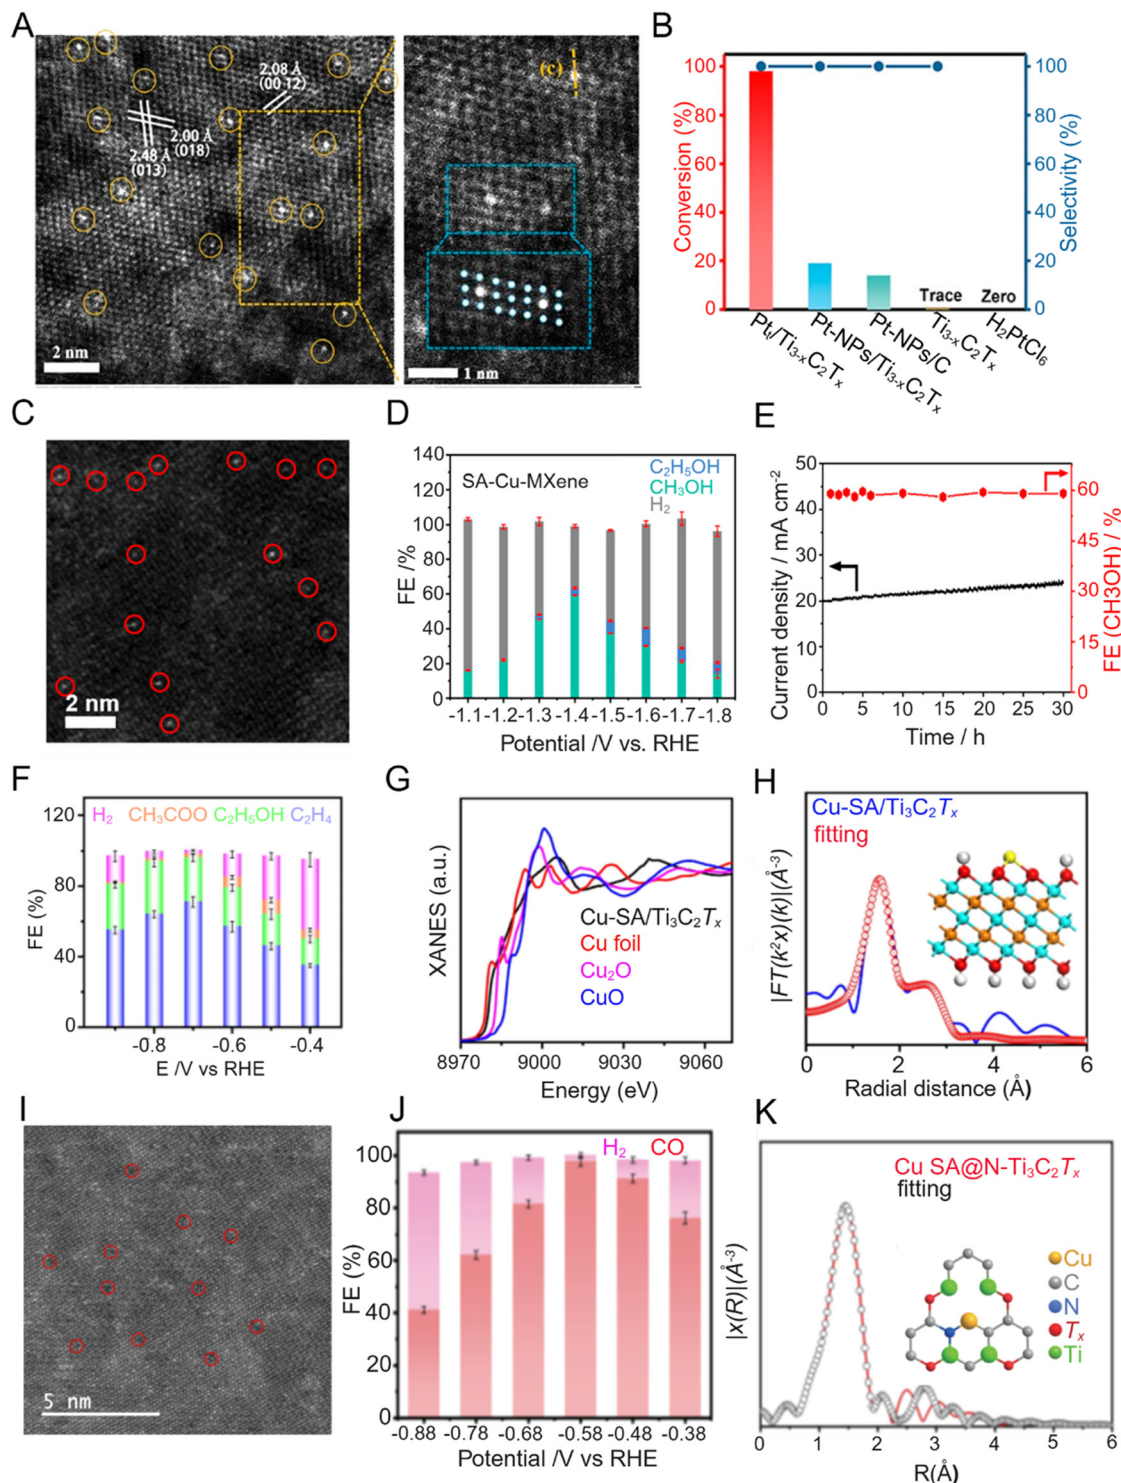 A
2.08 Å
(00 12)
2.00 Å
(018)
2.48 Å
(013)
2 nm
(c)
1 nm
B
Conversion (%)
100
80
60
40
20
0
Selectivity (%)
100
80
60
40
20
0
Trace
Zero
Pt₁/Ti₃₋ₓC₂Tₓ
Pt-NPs/Ti₃₋ₓC₂Tₓ
Pt-NPs/C
Ti₃₋ₓC₂Tₓ
H₂PtCl₆
C
2 nm
D
FE /%
140
120
100
80
60
40
20
0
SA-Cu-MXene
C₂H₅OH
CH₃OH
H₂
-1.1 -1.2 -1.3 -1.4 -1.5 -1.6 -1.7 -1.8
Potential /V vs. RHE
E
Current density / mA cm⁻²
50
40
30
20
10
0
FE (CH3OH) / %
60
45
30
15
0
0 5 10 15 20 25 30
Time / h
F
FE (%)
120
80
40
0
H₂ CH₃COO C₂H₅OH C₂H₄
-0.8 -0.6 -0.4
E /V vs RHE
G
XANES (a.u.)
Cu-SA/Ti₃C₂Tₓ
Cu foil
Cu₂O
CuO
8970 9000 9030 9060
Energy (eV)
H
|FT(k²x)(k)|(Å⁻³)
Cu-SA/Ti₃C₂Tₓ
fitting
0 2 4 6
Radial distance (Å)
I
5 nm
J
FE (%)
100
80
60
40
20
0
H₂ CO
-0.88 -0.78 -0.68 -0.58 -0.48 -0.38
Potential/V vs RHE
K
|x(R)|(Å⁻³)
Cu SA@N-Ti₃C₂Tₓ
fitting
Cu
C
N
Tₓ
Ti
0 1 2 3 4 5 6
R(Å)